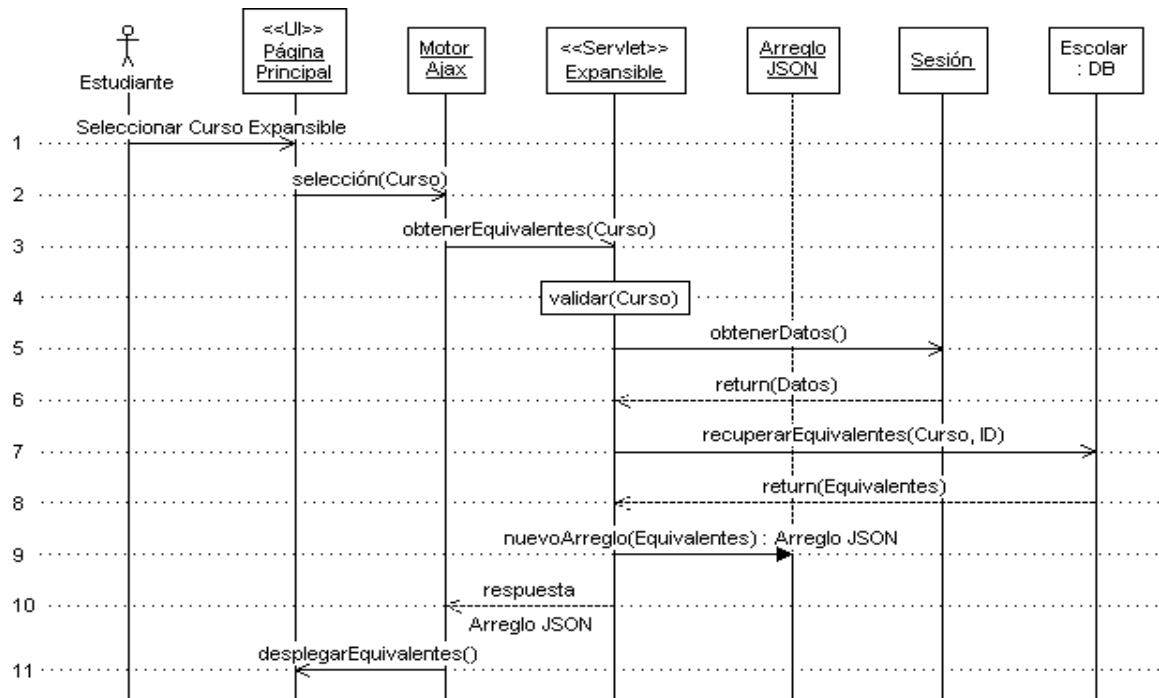 Estudiante
<<UI>>
Página
Principal
Motor
Ajax
<<Servlet>>
Expansible
Arreglo
JSON
Sesión
Escolar
: DB
Seleccionar Curso Expansible
1
selección(Curso)
2
obtenerEquivalentes(Curso)
3
validar(Curso)
4
obtenerDatos()
5
return(Datos)
6
recuperarEquivalentes(Curso, ID)
7
return(Equivalentes)
8
nuevoArreglo(Equivalentes) : Arreglo JSON
9
respuesta
10
Arreglo JSON
desplegarEquivalentes()
11